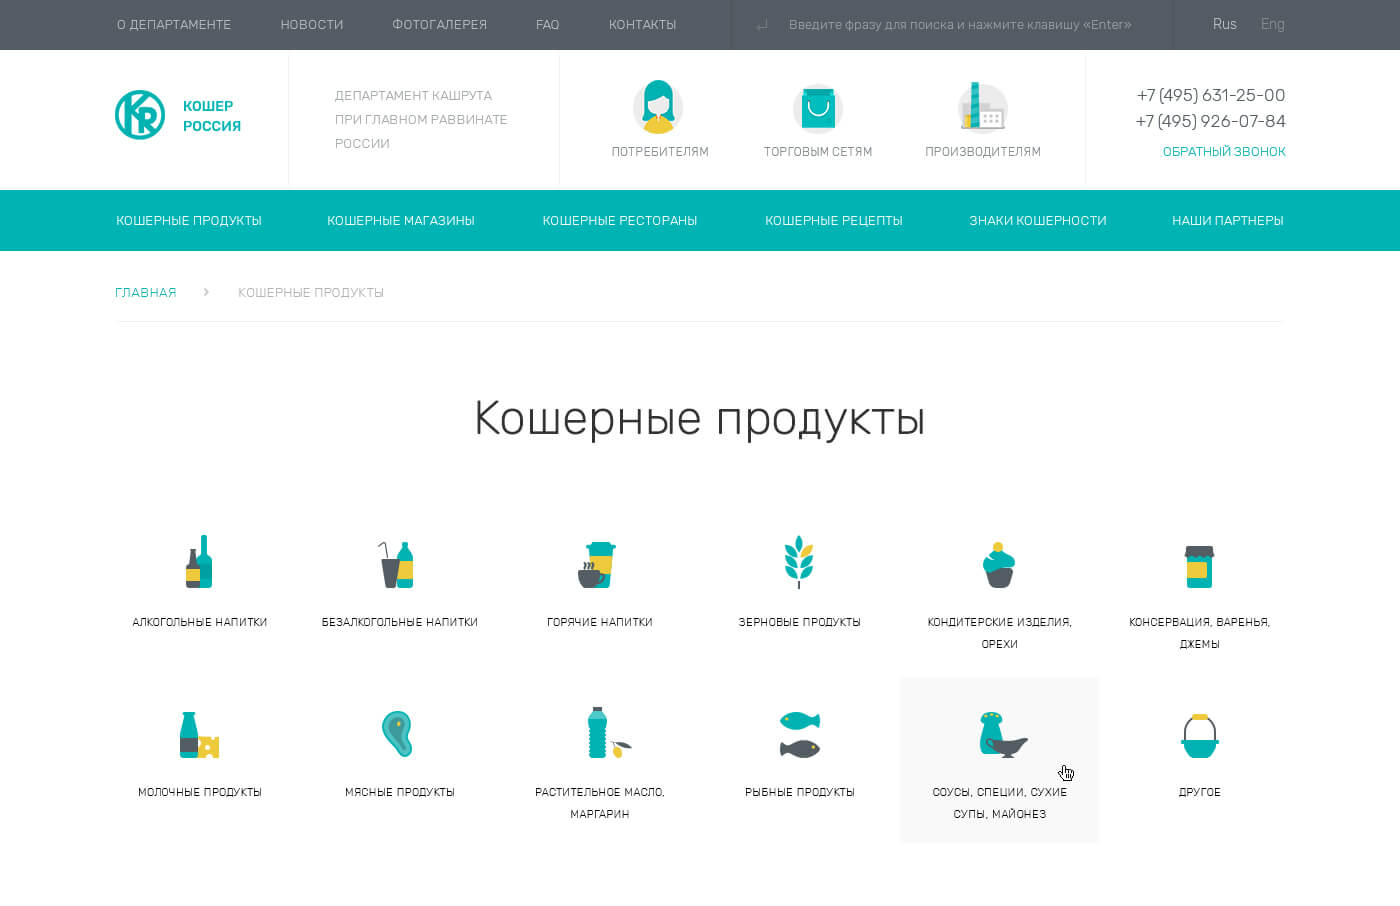 О ДЕПАРТАМЕНТЕ НОВОСТИ ФОТОГАЛЕРЕЯ FAQ КОНТАКТЫ Введите фразу для поиска и нажмите клавишу «Enter» Rus Eng
KR
КОШЕР
РОССИЯ
ДЕПАРТАМЕНТ КАШРУТА
ПРИ ГЛАВНОМ РАВВИНАТЕ
РОССИИ
ПОТРЕБИТЕЛЯМ ТОРГОВЫМ СЕТЯМ ПРОИЗВОДИТЕЛЯМ
+7 (495) 631-25-00
+7 (495) 926-07-84
ОБРАТНЫЙ ЗВОНОК
КОШЕРНЫЕ ПРОДУКТЫ КОШЕРНЫЕ МАГАЗИНЫ КОШЕРНЫЕ РЕСТОРАНЫ КОШЕРНЫЕ РЕЦЕПТЫ ЗНАКИ КОШЕРНОСТИ НАШИ ПАРТНЕРЫ
ГЛАВНАЯ > КОШЕРНЫЕ ПРОДУКТЫ
Кошерные продукты
АЛКОГОЛЬНЫЕ НАПИТКИ
БЕЗАЛКОГОЛЬНЫЕ НАПИТКИ
ГОРЯЧИЕ НАПИТКИ
ЗЕРНОВЫЕ ПРОДУКТЫ
КОНДИТЕРСКИЕ ИЗДЕЛИЯ,
ОРЕХИ
КОНСЕРВАЦИЯ, ВАРЕНЬЯ,
ДЖЕМЫ
МОЛОЧНЫЕ ПРОДУКТЫ
МЯСНЫЕ ПРОДУКТЫ
РАСТИТЕЛЬНОЕ МАСЛО,
МАРГАРИН
РЫБНЫЕ ПРОДУКТЫ
СОУСЫ, СПЕЦИИ, СУХИЕ
СУПЫ, МАЙОНЕЗ
ДРУГОЕ